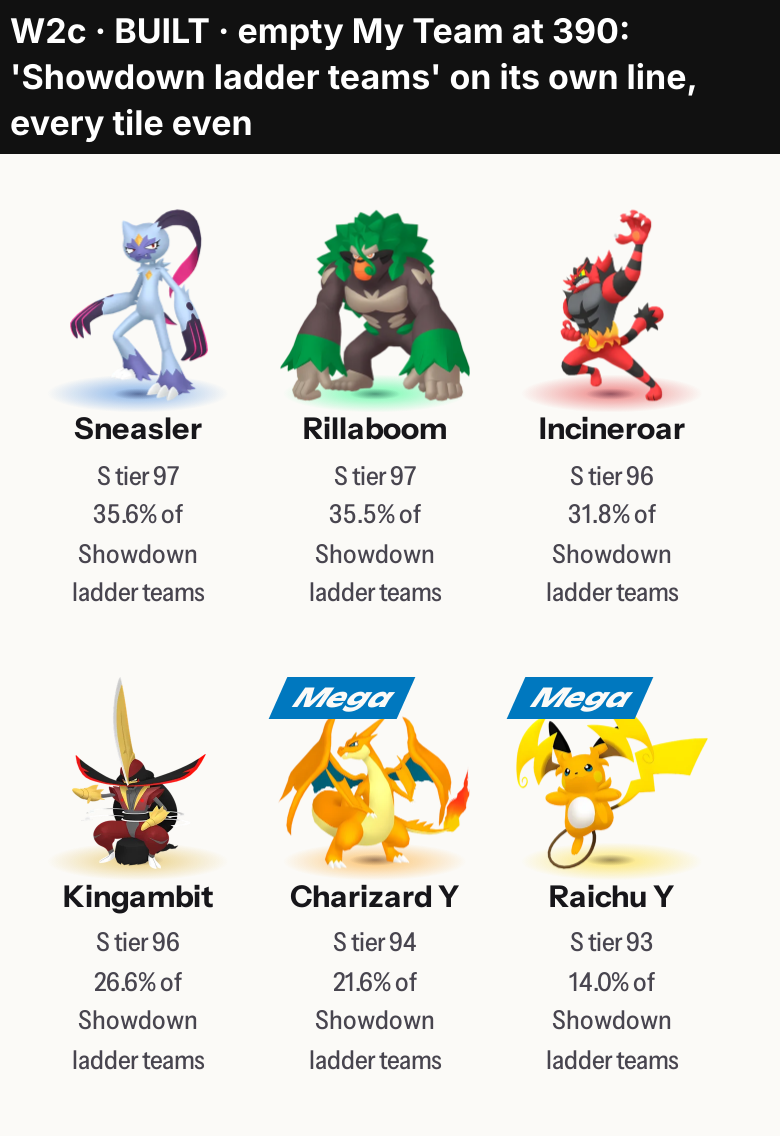 W2c · BUILT · empty My Team at 390:
'Showdown ladder teams' on its own line,
every tile even
Sneasler
S tier 97
35.6% of
Showdown
ladder teams
Rillaboom
S tier 97
35.5% of
Showdown
ladder teams
Incineroar
S tier 96
31.8% of
Showdown
ladder teams
Kingambit
S tier 96
26.6% of
Showdown
ladder teams
Mega
Charizard Y
S tier 94
21.6% of
Showdown
ladder teams
Mega
Raichu Y
S tier 93
14.0% of
Showdown
ladder teams